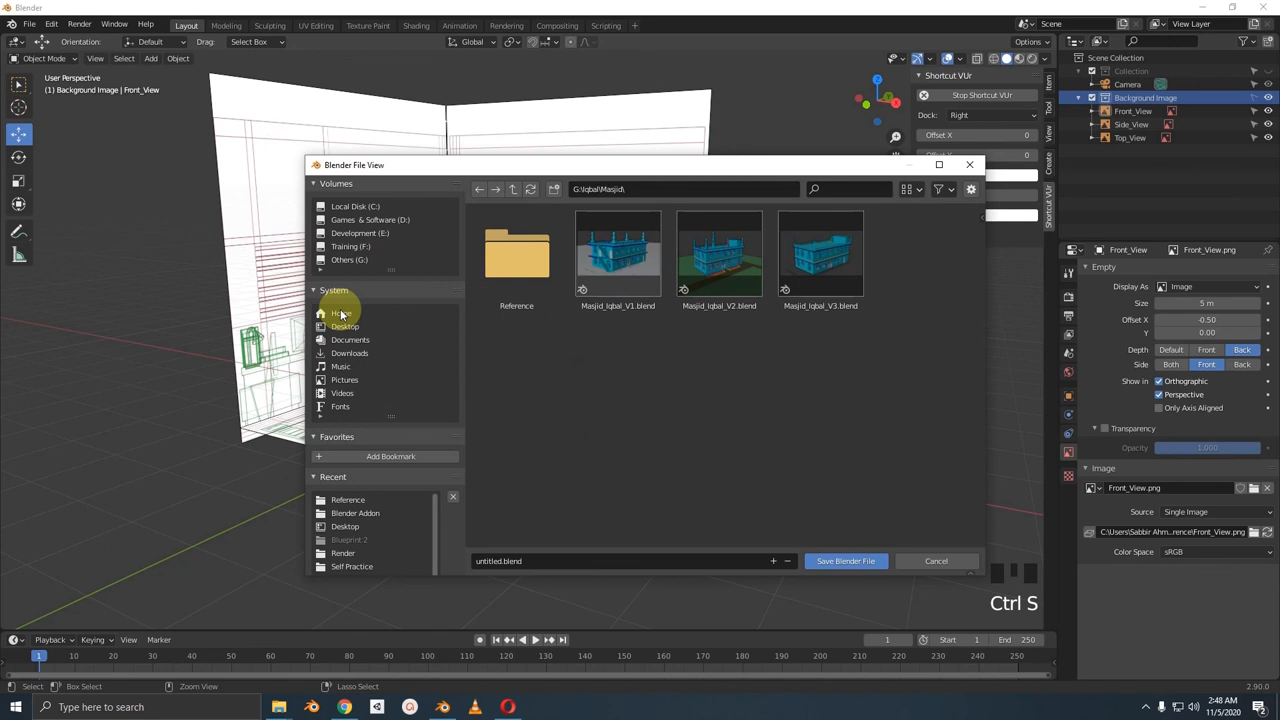 Blender
File Edit Render Window Help
Layout Modeling Sculpting UV Editing Texture Paint Shading Animation Rendering Compositing Scripting
Scene View Layer
Orientation: Default Drag: Select Box Global Options
Object Mode View Select Add Object
User Perspective
(1) Background Image | Front_View
Shortcut VUr
Stop Shortcut VUr
Dock: Right
Offset X 0
0
Item
Tool
View
Create
Shortcut VUr
Scene Collection
Collection
Camera
Background Image
Front_View
Side_View
Top_View
Blender File View
Volumes
Local Disk (C:)
Games & Software (D:)
Development (E:)
Training (F:)
Others (G:)
System
Home
Desktop
Documents
Downloads
Music
Pictures
Videos
Fonts
Favorites
Add Bookmark
Recent
Reference
Blender Addon
Desktop
Blueprint 2
Render
Self Practice
G:\Iqbal\Masjid\
Reference Masjid_Iqbal_V1.blend Masjid_Iqbal_V2.blend Masjid_Iqbal_V3.blend
untitled.blend
Save Blender File Cancel
Front_View Front_View.png
Empty
Display As Image
Size 5 m
Offset X -0.50
Y 0.00
Depth Default Front Back
Side Both Front Back
Show in Orthographic
Perspective
Only Axis Aligned
Transparency
Opacity 1.000
Image
Front_View.png
Source Single Image
C:\Users\Sabbir Ahm...rence\Front_View.png
Color Space sRGB
Ctrl S
Playback Keying View Marker 1 Start 1 End 250
1 10 20 30 40 50 60 70 80 90 100 110 120 130 140 150 160 170 180 190 200 210 220 230 240 250
Select Box Select Zoom View Lasso Select 2.90.0
Type here to search
2:48 AM
11/5/2020
2